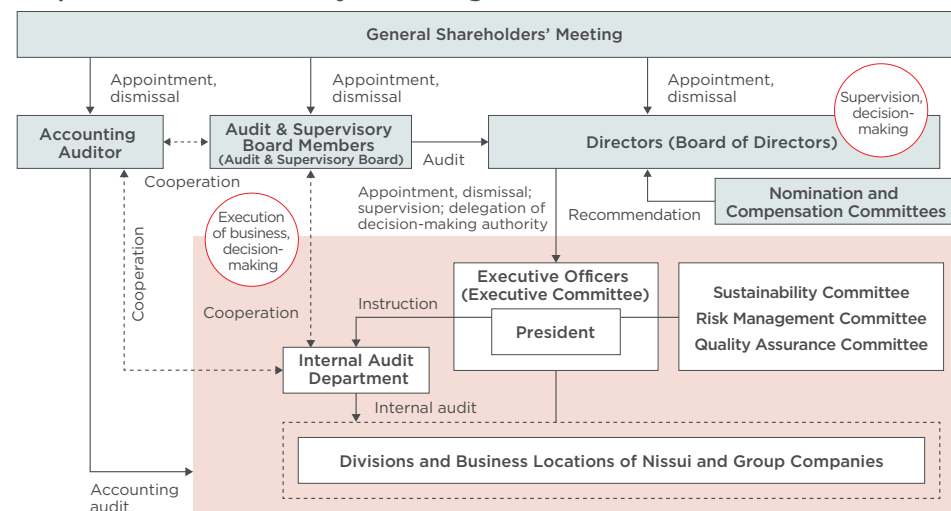 General Shareholders' Meeting
Appointment,
dismissal
Appointment,
dismissal
Appointment,
dismissal
Supervision,
decision-
making
Accounting
Auditor
Audit & Supervisory
Board Members
(Audit & Supervisory Board)
Audit
Directors (Board of Directors)
Cooperation
Nomination and
Compensation Committees
Recommendation
Appointment, dismissal;
supervision; delegation of
decision-making authority
Execution
of business,
decision-
making
Cooperation
Cooperation
Instruction
Executive Officers
(Executive Committee)
President
Sustainability Committee
Risk Management Committee
Quality Assurance Committee
Internal Audit
Department
Internal audit
Divisions and Business Locations of Nissui and Group Companies
Accounting
audit